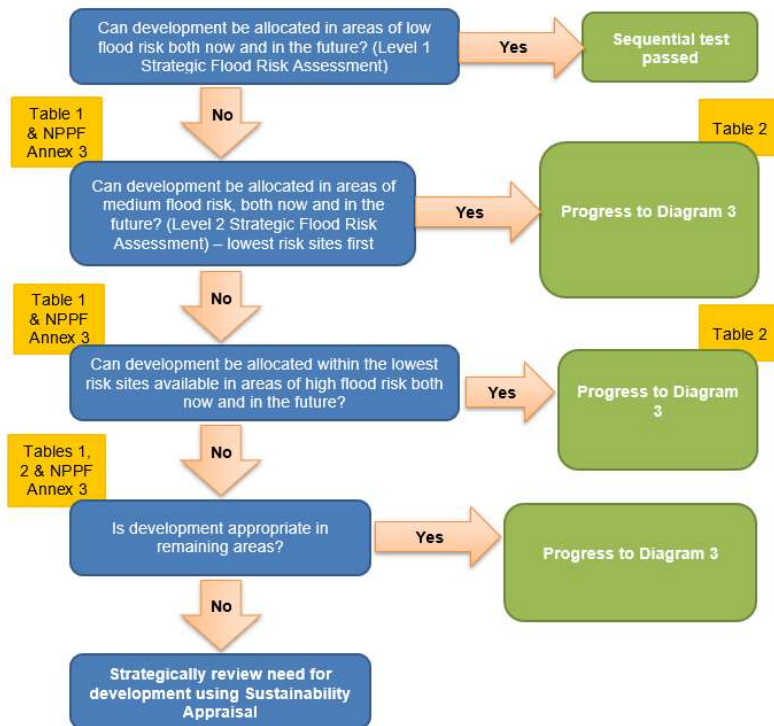 Can development be allocated in areas of low
flood risk both now and in the future? (Level 1
Strategic Flood Risk Assessment)
Yes
Sequential test
passed
No
Table 1
& NPPF
Annex 3
Table 2
Can development be allocated in areas of
medium flood risk, both now and in the
future? (Level 2 Strategic Flood Risk
Assessment) – lowest risk sites first
Yes
Progress to Diagram 3
No
Table 1
& NPPF
Annex 3
Table 2
Can development be allocated within the lowest
risk sites available in areas of high flood risk both
now and in the future?
Yes
Progress to Diagram
3
No
Tables 1,
2 & NPPF
Annex 3
Is development appropriate in
remaining areas?
Yes
Progress to Diagram 3
No
Strategically review need for
development using Sustainability
Appraisal